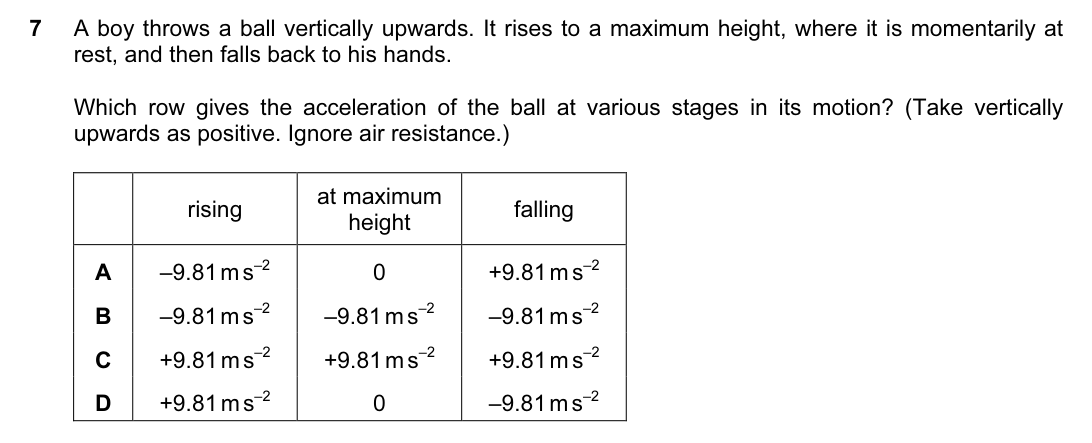 7 A boy throws a ball vertically upwards. It rises to a maximum height, where it is momentarily at
rest, and then falls back to his hands.
Which row gives the acceleration of the ball at various stages in its motion? (Take vertically
upwards as positive. Ignore air resistance.)
rising at maximum height falling
A –9.81 m s⁻² 0 +9.81 m s⁻²
B –9.81 m s⁻² –9.81 m s⁻² –9.81 m s⁻²
C +9.81 m s⁻² +9.81 m s⁻² +9.81 m s⁻²
D +9.81 m s⁻² 0 –9.81 m s⁻²